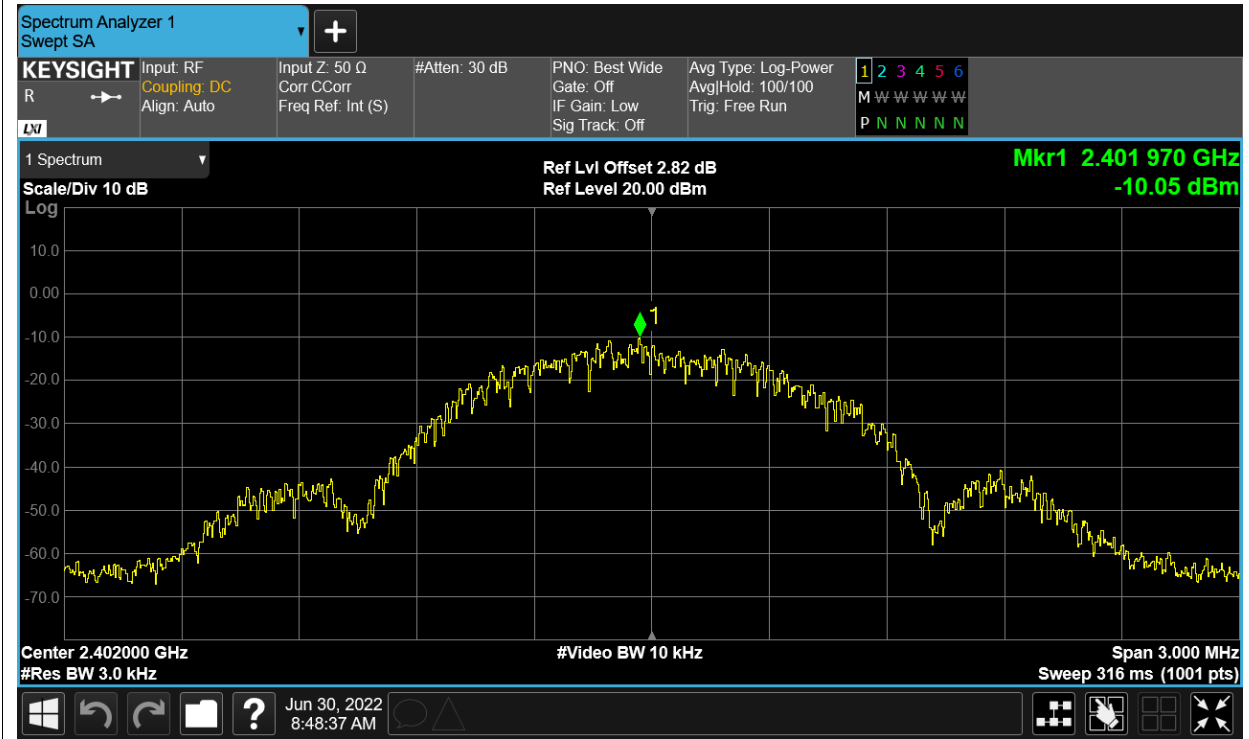 Spectrum Analyzer 1
Swept SA
+
KEYSIGHT
R
LXI
Input: RF
Coupling: DC
Align: Auto
Input Z: 50 Ω
Corr CCorr
Freq Ref: Int (S)
#Atten: 30 dB
PNO: Best Wide
Gate: Off
IF Gain: Low
Sig Track: Off
Avg Type: Log-Power
Avg|Hold: 100/100
Trig: Free Run
1 2 3 4 5 6
M W W W W W
P N N N N N
1 Spectrum
Scale/Div 10 dB
Log
Ref Lvl Offset 2.82 dB
Ref Level 20.00 dBm
Mkr1 2.401 970 GHz
-10.05 dBm
10.0
0.00
1
-10.0
-20.0
-30.0
-40.0
-50.0
-60.0
-70.0
Center 2.402000 GHz
#Res BW 3.0 kHz
#Video BW 10 kHz
Span 3.000 MHz
Sweep 316 ms (1001 pts)
?
Jun 30, 2022
8:48:37 AM